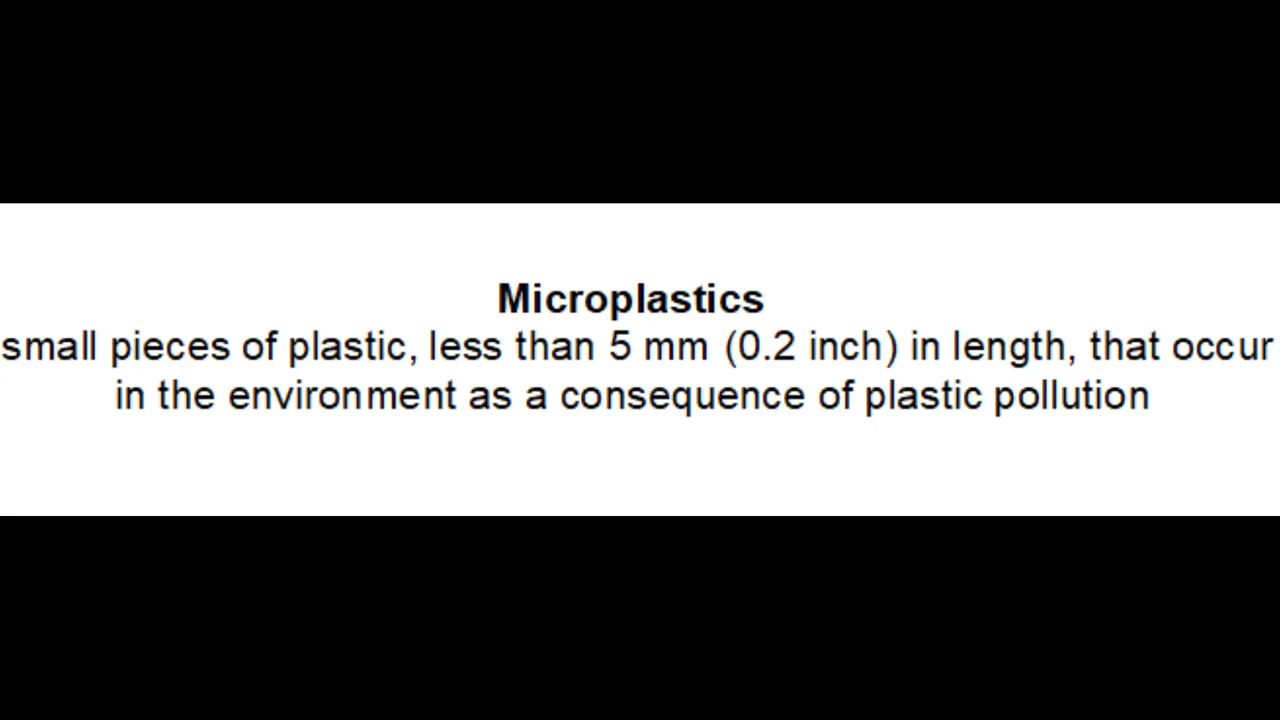 Microplastics
small pieces of plastic, less than 5 mm (0.2 inch) in length, that occur
in the environment as a consequence of plastic pollution